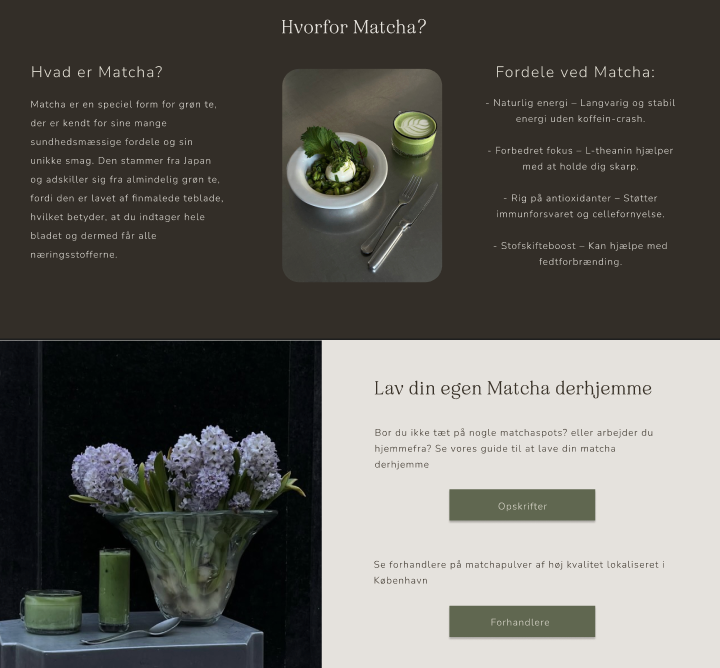 Hvorfor Matcha?
Hvad er Matcha?
Matcha er en speciel form for grøn te,
der er kendt for sine mange
sundhedsmæssige fordele og sin
unikke smag. Den stammer fra Japan
og adskiller sig fra almindelig grøn te,
fordi den er lavet af finmalede teblade,
hvilket betyder, at du indtager hele
bladet og dermed får alle
næringsstofferne.
Fordele ved Matcha:
- Naturlig energi – Langvarig og stabil
energi uden koffein-crash.
- Forbedret fokus – L-theanin hjælper
med at holde dig skarp.
- Rig på antioxidanter – Støtter
immunforsvaret og cellefornyelse.
- Stofskifteboost – Kan hjælpe med
fedtforbrænding.
Lav din egen Matcha derhjemme
Bor du ikke tæt på nogle matchaspots? eller arbejder du
hjemmefra? Se vores guide til at lave din matcha
derhjemme
Opskrifter
Se forhandlere på matchapulver af høj kvalitet lokaliseret i
København
Forhandlere